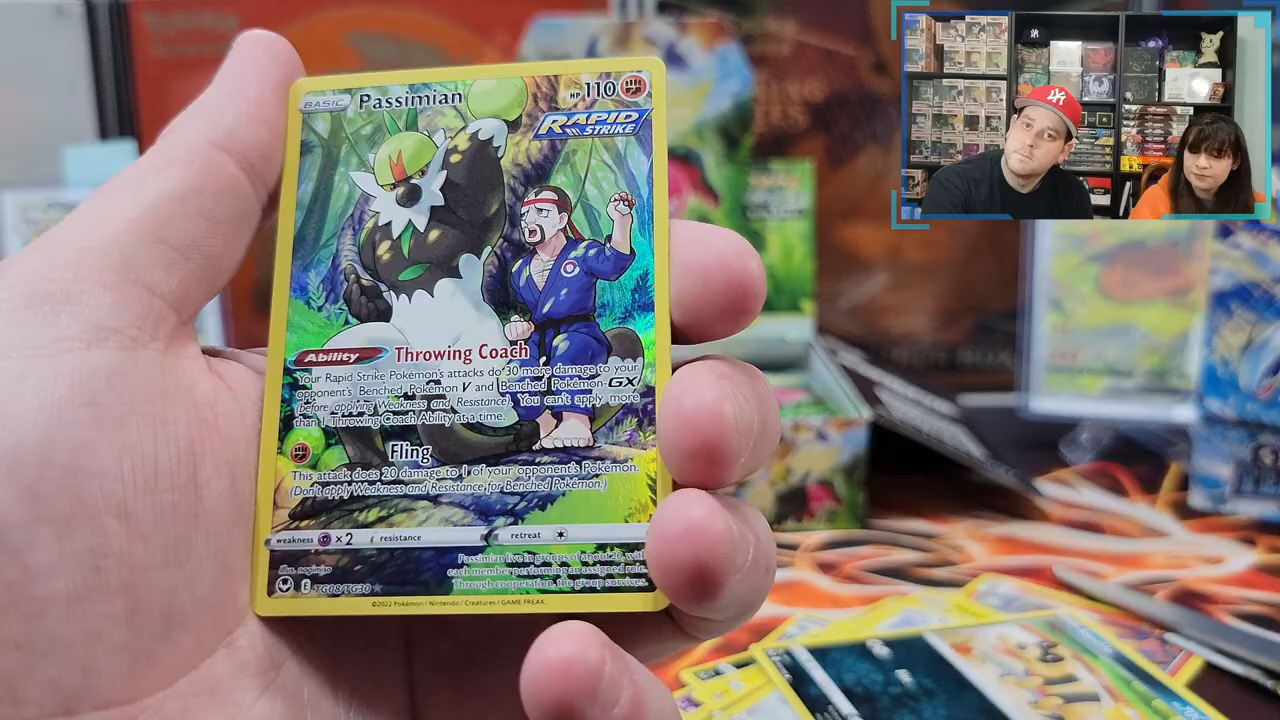 BASIC Passimian HP 110
RAPID
STRIKE
Ability Throwing Coach
Your Rapid Strike Pokémon's attacks do 30 more damage to your
opponent's Benched Pokémon V and Benched Pokémon-GX
(before applying Weakness and Resistance). You can't apply more
than 1 Throwing Coach Ability at a time.
Fling
This attack does 20 damage to 1 of your opponent's Pokémon.
(Don't apply Weakness and Resistance for Benched Pokémon.)
weakness ×2 resistance retreat
illus. nagimiso
Passimian live in groups of about 20, with
each member performing an assigned role.
Through cooperation, the group survives.
E TG08/TG30
©2022 Pokémon / Nintendo / Creatures / GAME FREAK